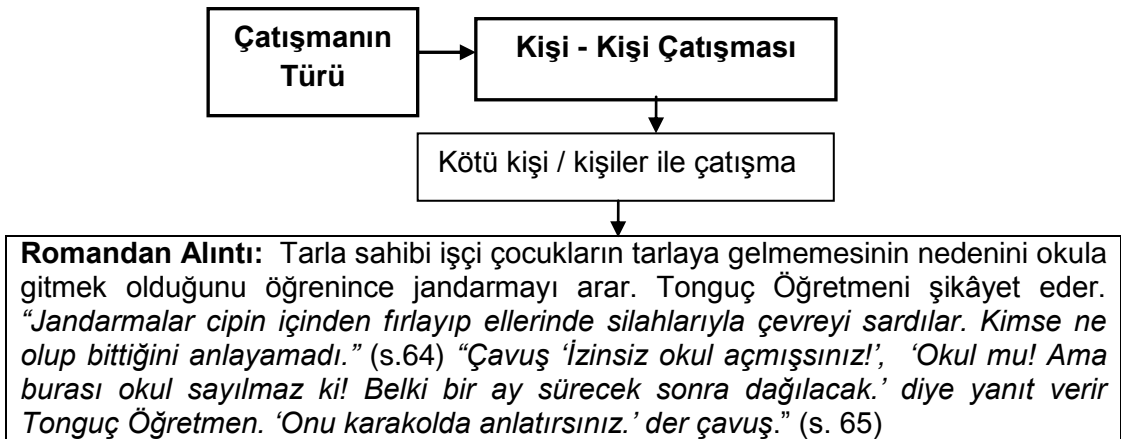 Çatışmanın
Türü
Kişi - Kişi Çatışması
Kötü kişi / kişiler ile çatışma
Romandan Alıntı: Tarla sahibi işçi çocukların tarlaya gelmemesinin nedenini okula
gitmek olduğunu öğrenince jandarmayı arar. Tonguç Öğretmeni şikâyet eder.
“Jandarmalar cipin içinden fırlayıp ellerinde silahlarıyla çevreyi sardılar. Kimse ne
olup bittiğini anlayamadı.” (s.64) “Çavuş ‘İzinsiz okul açmışsınız!’, ‘Okul mu! Ama
burası okul sayılmaz ki! Belki bir ay sürecek sonra dağılacak.’ diye yanıt verir
Tonguç Öğretmen. ‘Onu karakolda anlatırsınız.’ der çavuş.” (s. 65)